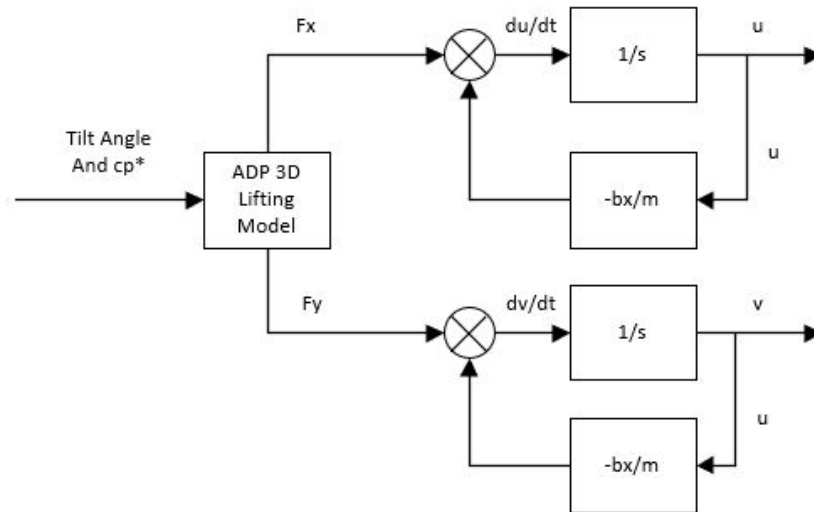 Fx
du/dt
1/s
u
u
-bx/m
Tilt Angle
And cp*
ADP 3D
Lifting
Model
Fy
dv/dt
1/s
v
u
-bx/m